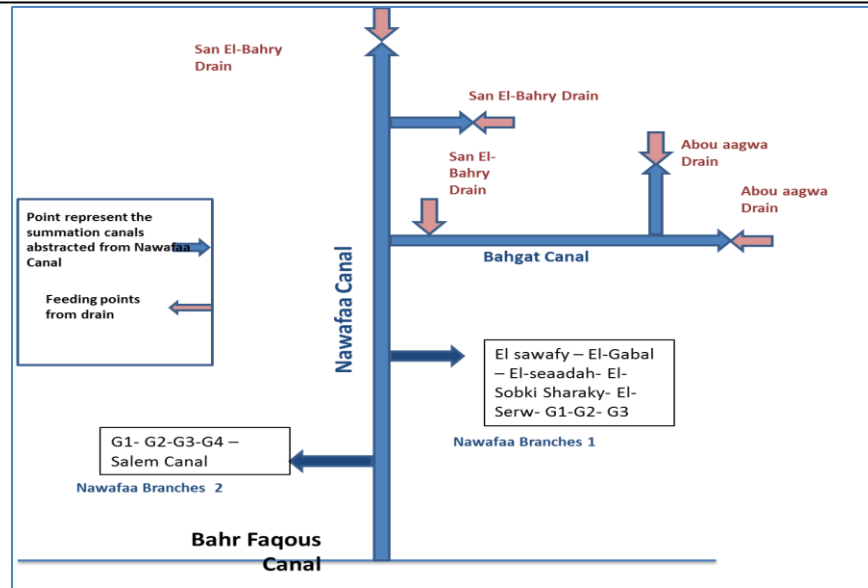 San El-Bahry
Drain
San El-Bahry Drain
San El-
Bahry
Drain
Abou aagwa
Drain
Abou aagwa
Drain
Point represent the
summation canals
abstracted from Nawafaa
Canal
Feeding points
from drain
Nawafaa Canal
Bahgat Canal
El sawafy – El-Gabal
– El-seaadah- El-
Sobki Sharaky- El-
Serw- G1-G2- G3
Nawafaa Branches 1
G1- G2-G3-G4 –
Salem Canal
Nawafaa Branches 2
Bahr Faqous
Canal